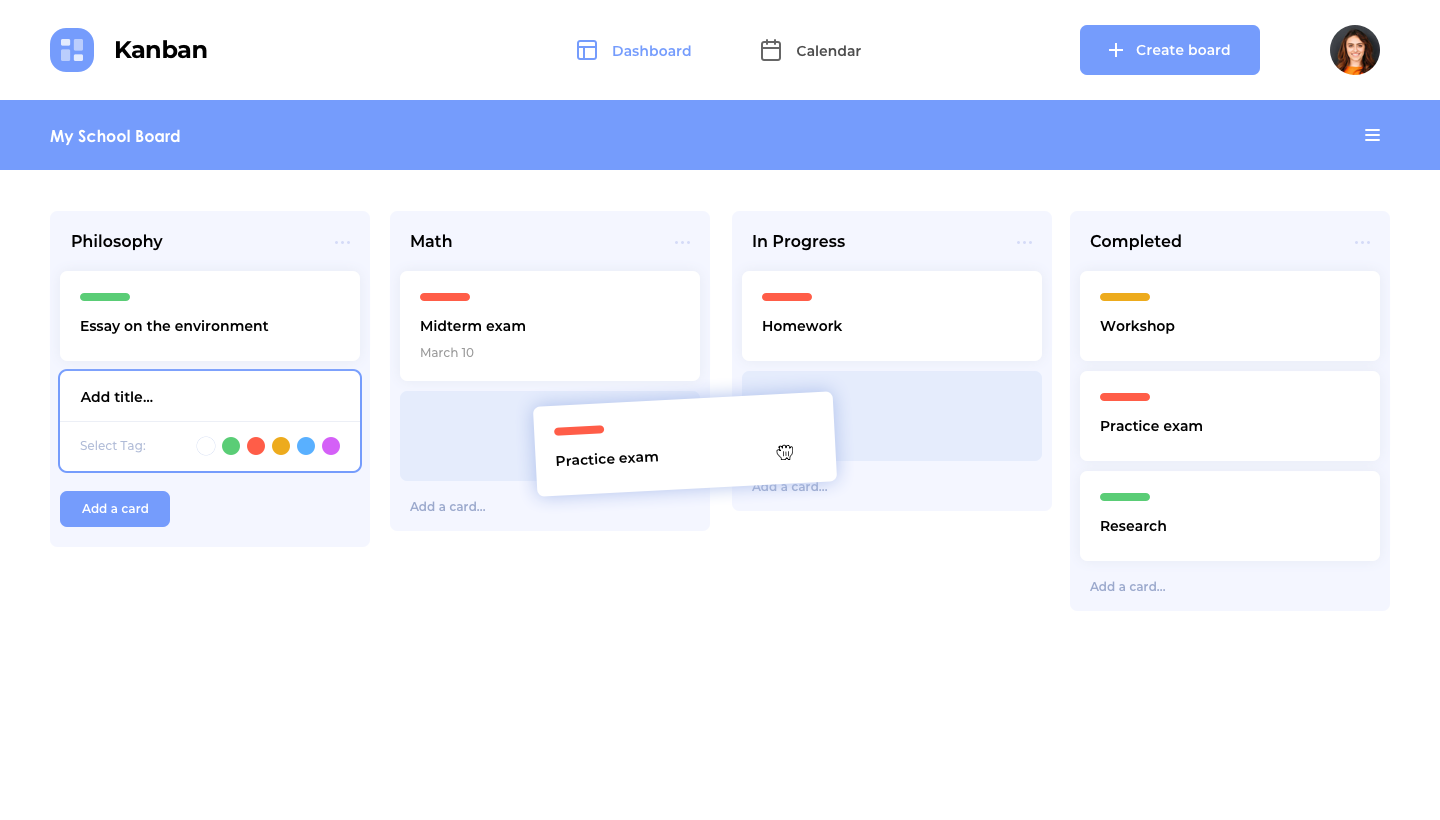 Kanban
Dashboard
Calendar
Create board
My School Board
Philosophy
Essay on the environment
Add title...
Select Tag:
Add a card
Math
Midterm exam
March 10
Practice exam
Add a card...
In Progress
Homework
Add a card...
Completed
Workshop
Practice exam
Research
Add a card...